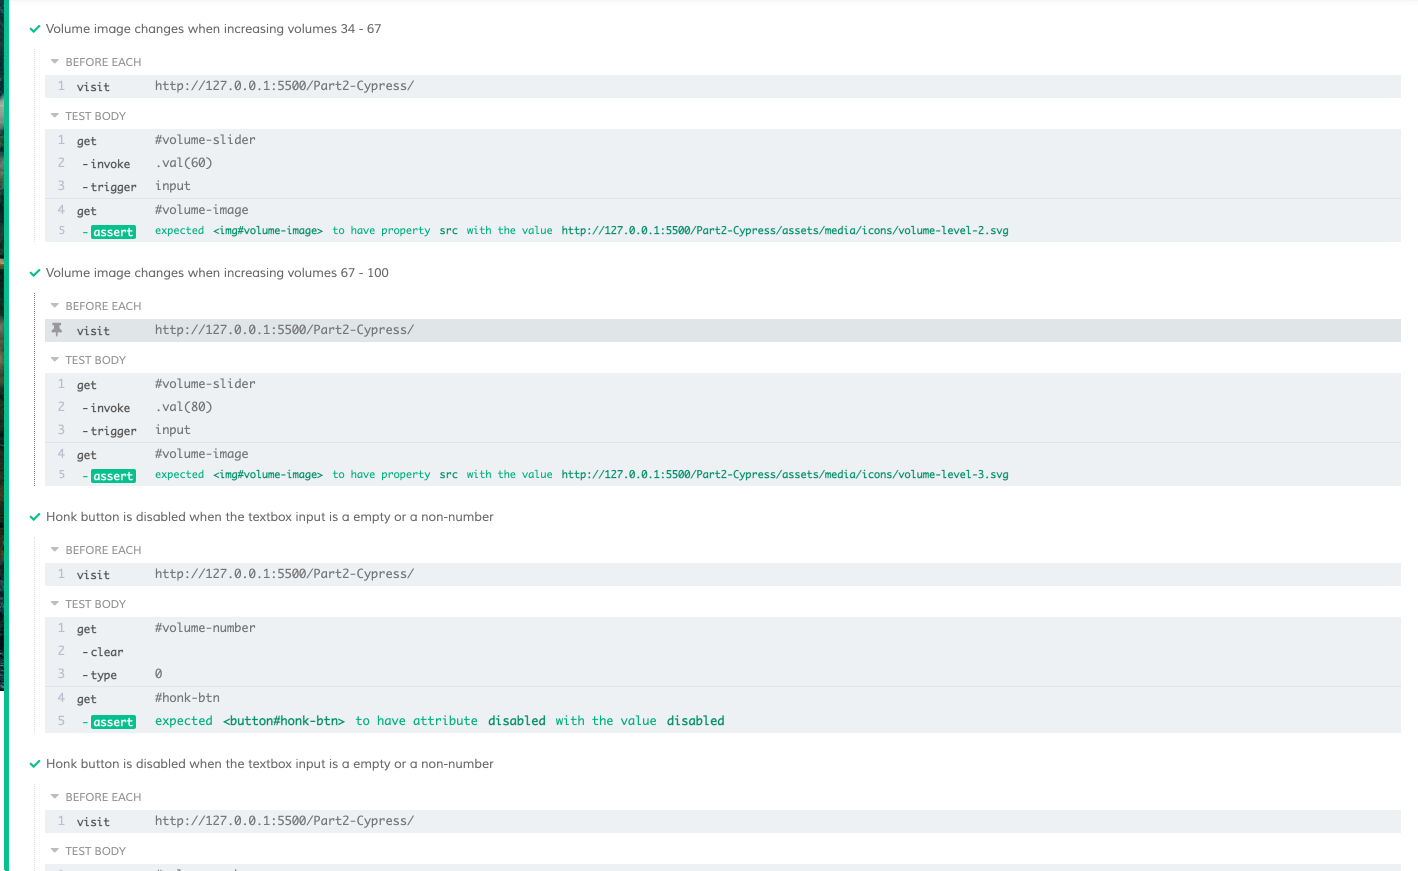 Volume image changes when increasing volumes 34 - 67
BEFORE EACH
1 visit http://127.0.0.1:5500/Part2-Cypress/
TEST BODY
1 get #volume-slider
2 -invoke .val(60)
3 -trigger input
4 get #volume-image
5 -assert expected <img#volume-image> to have property src with the value http://127.0.0.1:5500/Part2-Cypress/assets/media/icons/volume-level-2.svg
Volume image changes when increasing volumes 67 - 100
BEFORE EACH
visit http://127.0.0.1:5500/Part2-Cypress/
TEST BODY
1 get #volume-slider
2 -invoke .val(80)
3 -trigger input
4 get #volume-image
5 -assert expected <img#volume-image> to have property src with the value http://127.0.0.1:5500/Part2-Cypress/assets/media/icons/volume-level-3.svg
Honk button is disabled when the textbox input is a empty or a non-number
BEFORE EACH
1 visit http://127.0.0.1:5500/Part2-Cypress/
TEST BODY
1 get #volume-number
2 -clear
3 -type 0
4 get #honk-btn
5 -assert expected <button#honk-btn> to have attribute disabled with the value disabled
Honk button is disabled when the textbox input is a empty or a non-number
BEFORE EACH
1 visit http://127.0.0.1:5500/Part2-Cypress/
TEST BODY